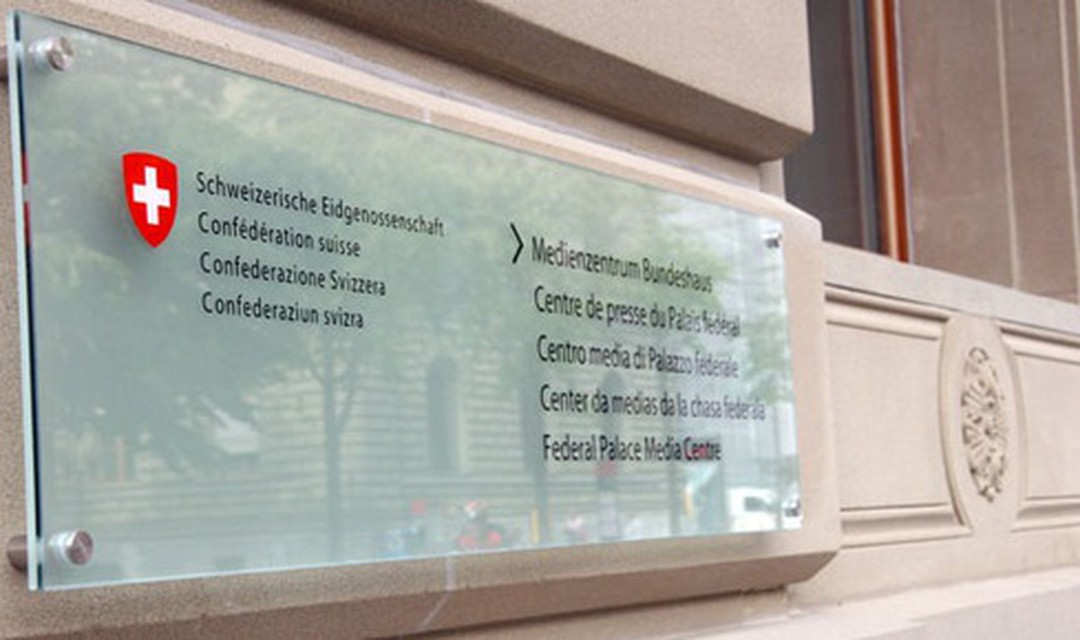 Schweizerische Eidgenossenschaft
Confédération suisse
Confederazione Svizzera
Confederaziun svizra
Medienzentrum Bundeshaus
Centre de presse du Palais fédéral
Centro media di Palazzo federale
Center da medias da la chasa federala
Federal Palace Media Centre